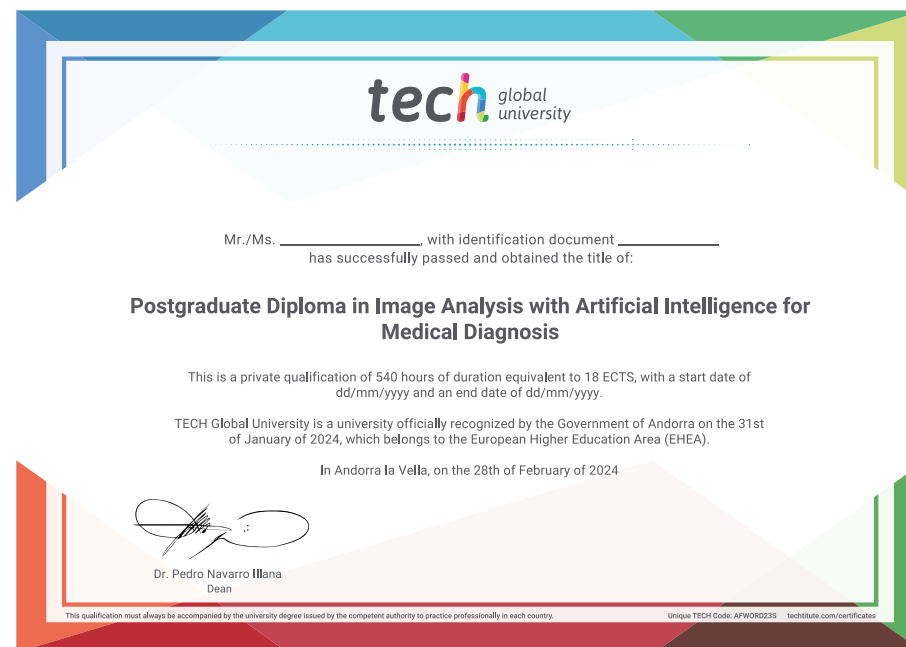 tech global
university
Mr./Ms. ____________, with identification document ____________
has successfully passed and obtained the title of:
Postgraduate Diploma in Image Analysis with Artificial Intelligence for
Medical Diagnosis
This is a private qualification of 540 hours of duration equivalent to 18 ECTS, with a start date of
dd/mm/yyyy and an end date of dd/mm/yyyy.
TECH Global University is a university officially recognized by the Government of Andorra on the 31st
of January of 2024, which belongs to the European Higher Education Area (EHEA).
In Andorra la Vella, on the 28th of February of 2024
Dr. Pedro Navarro Illana
Dean
This qualification must always be accompanied by the university degree issued by the competent authority to practice professionally in each country.
Unique TECH Code: AFWORD23S techtitute.com/certificates